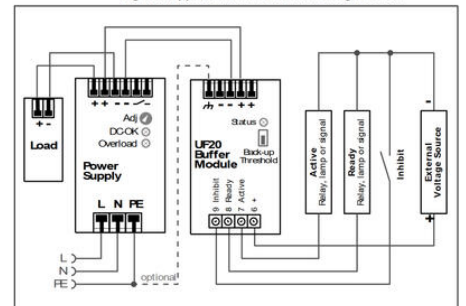 + -
Load
+ + - -
Adj
DC OK
Overload
Power
Supply
L N PE
L
N
PE
optional
- - + +
Status
UF20
Buffer
Module
Back-up
Threshold
9 Inhibit
8 Ready
7 Active
6 +
Active
Relay, lamp or signal
Ready
Relay, lamp or signal
Inhibit
External
Voltage Source
-
+